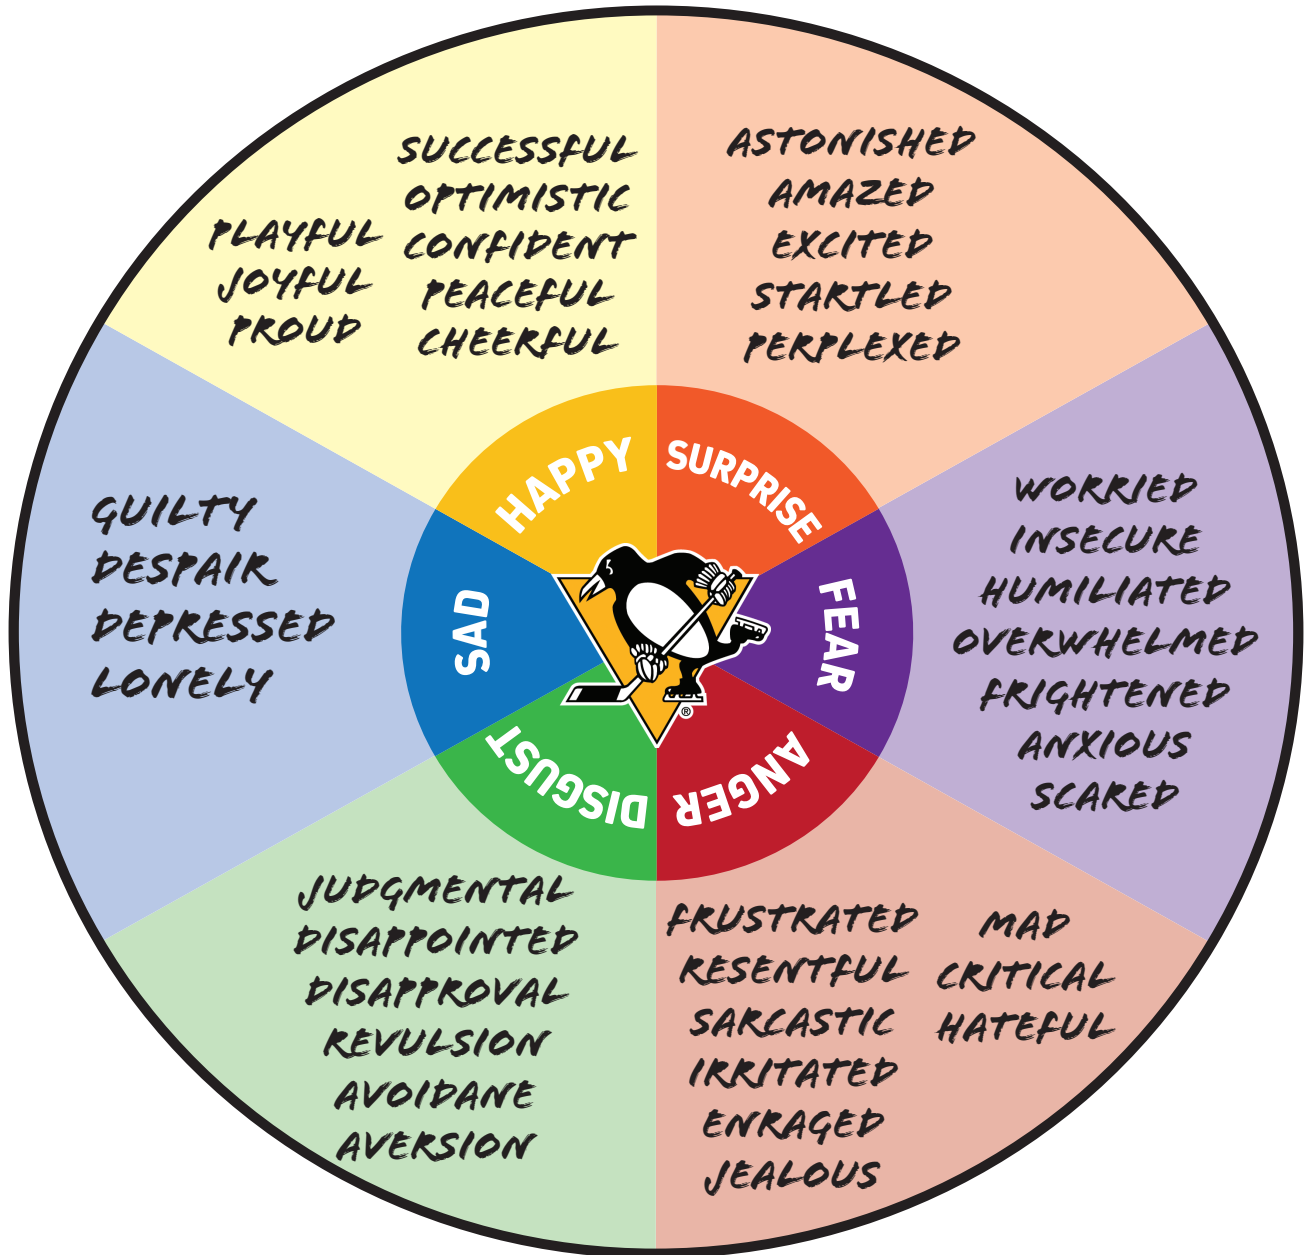 SUCCESSFUL
OPTIMISTIC
CONFIDENT
PEACEFUL
CHEERFUL
PLAYFUL
JOYFUL
PROUD
ASTONISHED
AMAZED
EXCITED
STARTLED
PERPLEXED
HAPPY
SURPRISE
GUILTY
DESPAIR
DEPRESSED
LONELY
SAD
FEAR
WORRIED
INSECURE
HUMILIATED
OVERWHELMED
FRIGHTENED
ANXIOUS
SCARED
®
DISGUST
ANGER
JUDGMENTAL
DISAPPOINTED
DISAPPROVAL
REVULSION
AVOIDANE
AVERSION
FRUSTRATED
RESENTFUL
SARCASTIC
IRRITATED
ENRAGED
JEALOUS
MAD
CRITICAL
HATEFUL